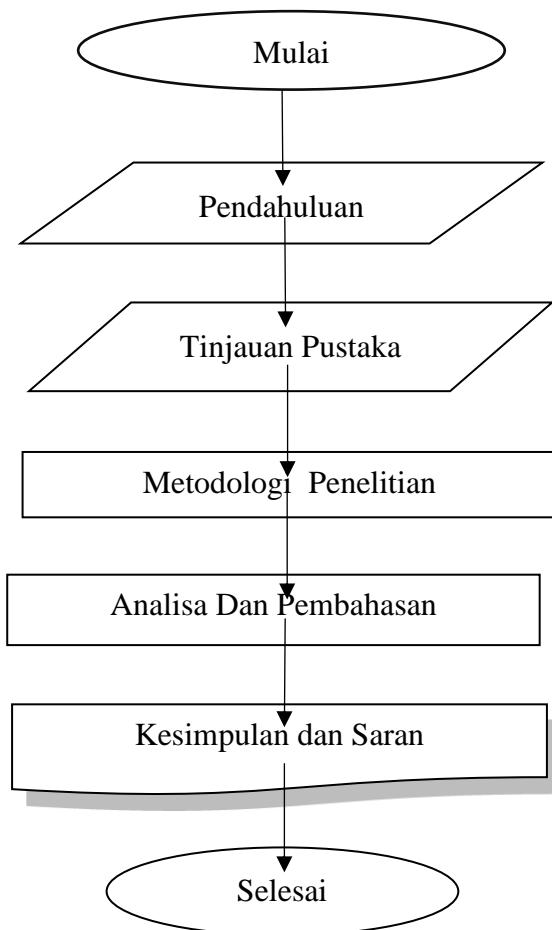 Mulai
Pendahuluan
Tinjauan Pustaka
Metodologi  Penelitian
Analisa Dan Pembahasan
Kesimpulan dan Saran
Selesai